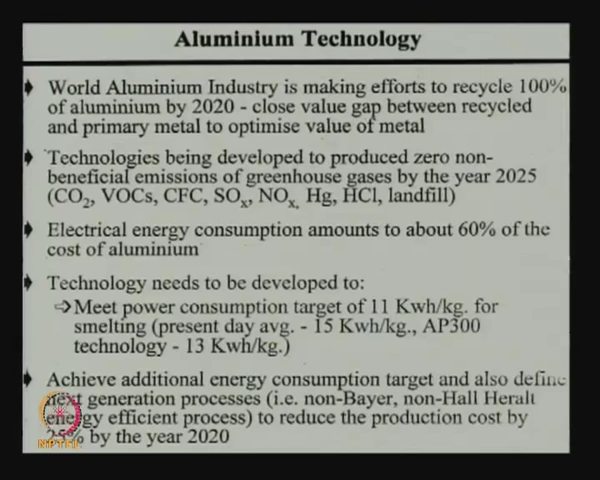 Aluminium Technology
World Aluminium Industry is making efforts to recycle 100%
of aluminium by 2020 - close value gap between recycled
and primary metal to optimise value of metal
Technologies being developed to produced zero non-
beneficial emissions of greenhouse gases by the year 2025
(CO2, VOCs, CFC, SOx, NOx, Hg, HCl, landfill)
Electrical energy consumption amounts to about 60% of the
cost of aluminium
Technology needs to be developed to:
⇨Meet power consumption target of 11 Kwh/kg. for
smelting (present day avg. - 15 Kwh/kg., AP300
technology - 13 Kwh/kg.)
Achieve additional energy consumption target and also define
next generation processes (i.e. non-Bayer, non-Hall Heralt
energy efficient process) to reduce the production cost by
25% by the year 2020
NPTEL